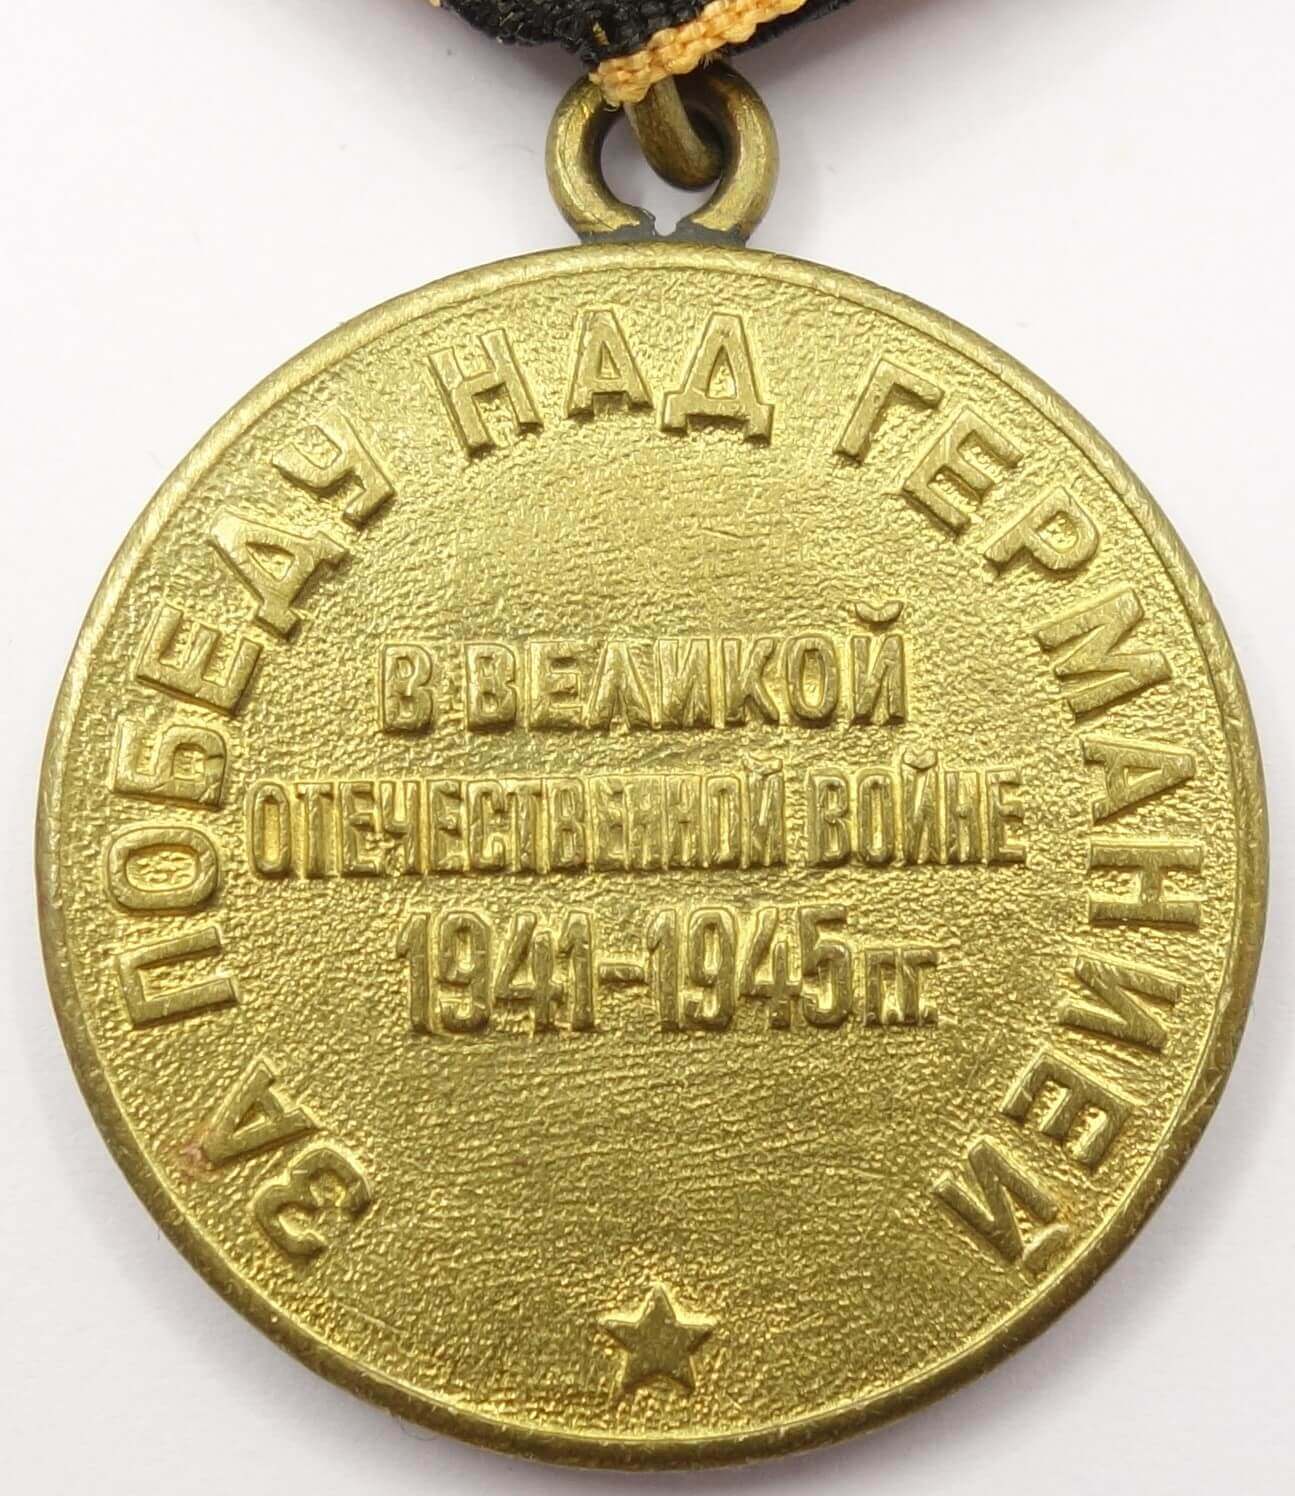 ЗА ПОБЕДУ НАД ГЕРМАНИЕЙ
В ВЕЛИКОЙ
ОТЕЧЕСТВЕННОЙ ВОЙНЕ
1941-1945 гг.